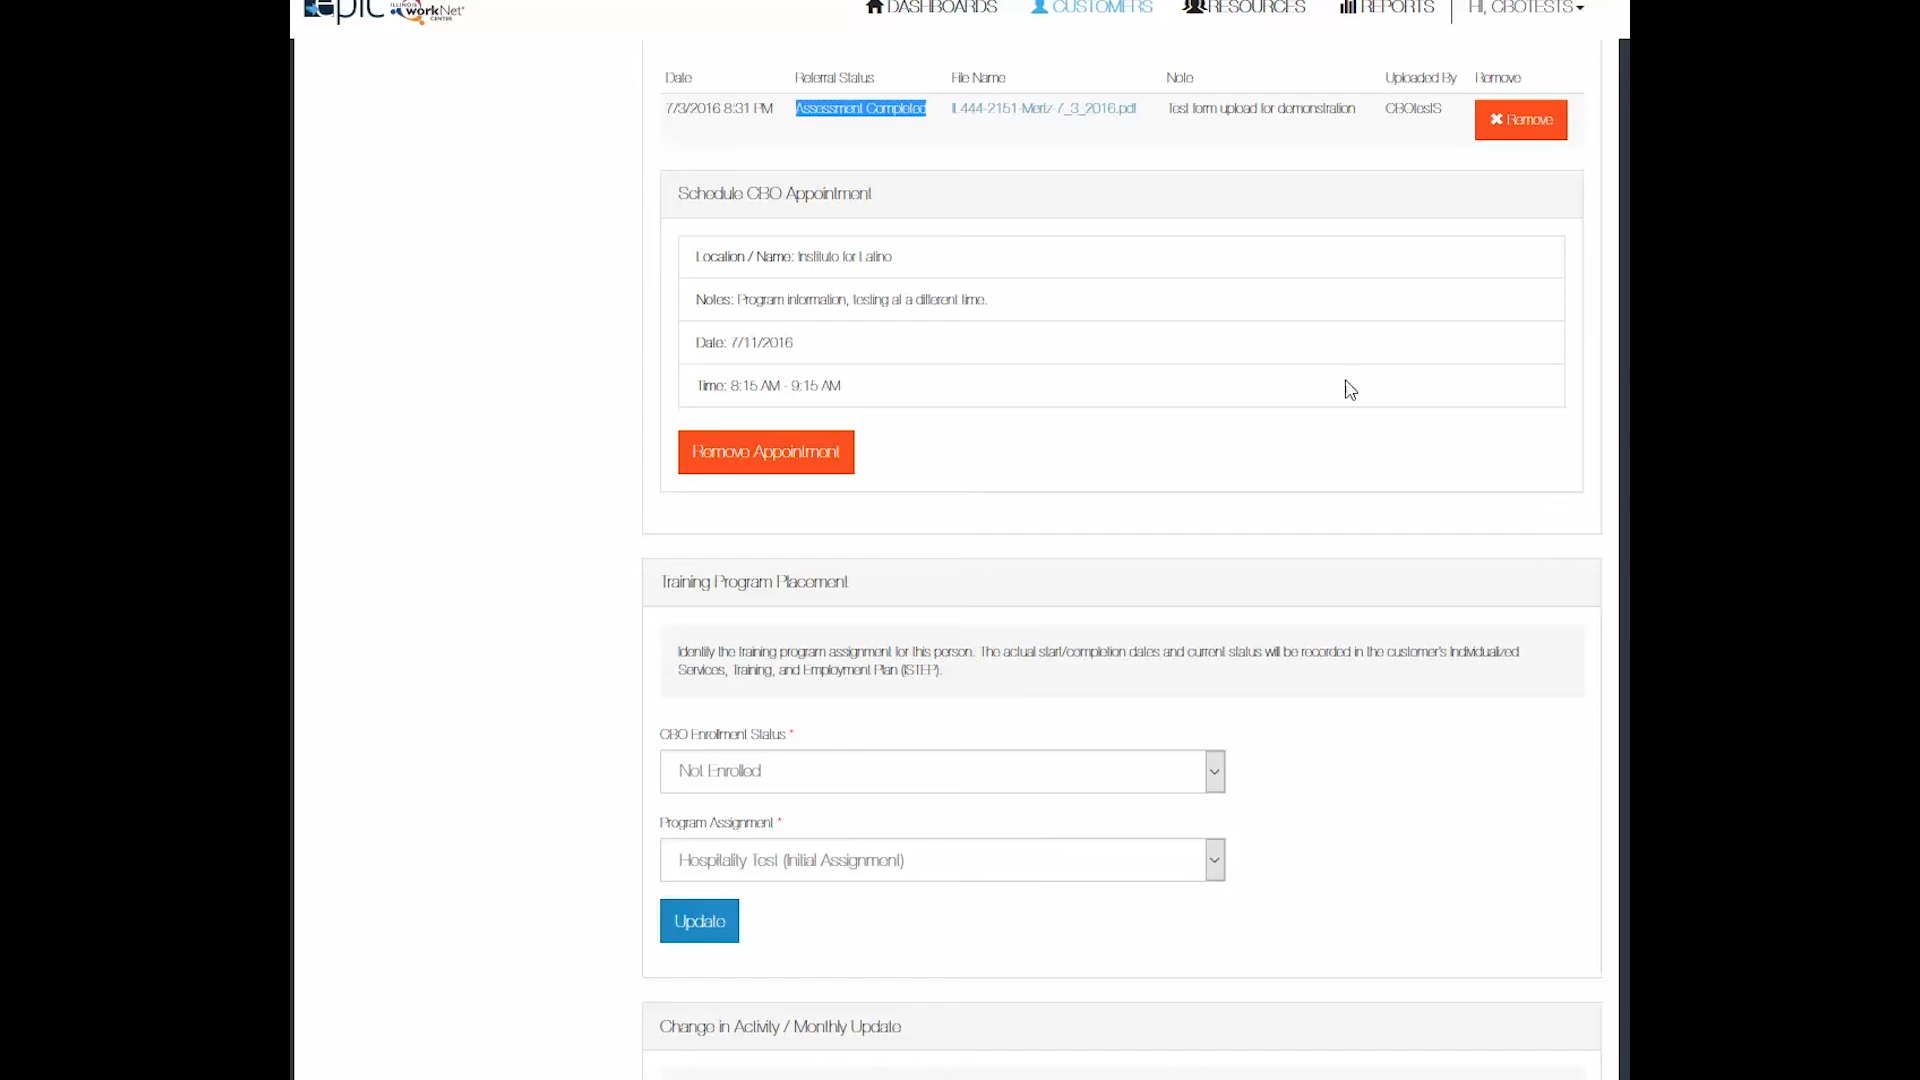 epic ILLINOIS workNet CENTER
DASHBOARDS CUSTOMERS RESOURCES REPORTS HI, CBOTESTS
Date Referral Status File Name Note Uploaded By Remove
7/3/2016 8:31 PM Assessment Completed IL444-2151-Mertz-7_3_2016.pdf Test form upload for demonstration CBOtestS Remove
Schedule CBO Appointment
Location / Name: Instituto for Latino
Notes: Program information, testing at a different time.
Date: 7/11/2016
Time: 8:15 AM - 9:15 AM
Remove Appointment
Training Program Placement
Identify the training program assignment for this person. The actual start/completion dates and current status will be recorded in the customer's Individualized
Services, Training, and Employment Plan (ISTEP).
CBO Enrollment Status *
Not Enrolled
Program Assignment *
Hospitality Test (Initial Assignment)
Update
Change in Activity / Monthly Update